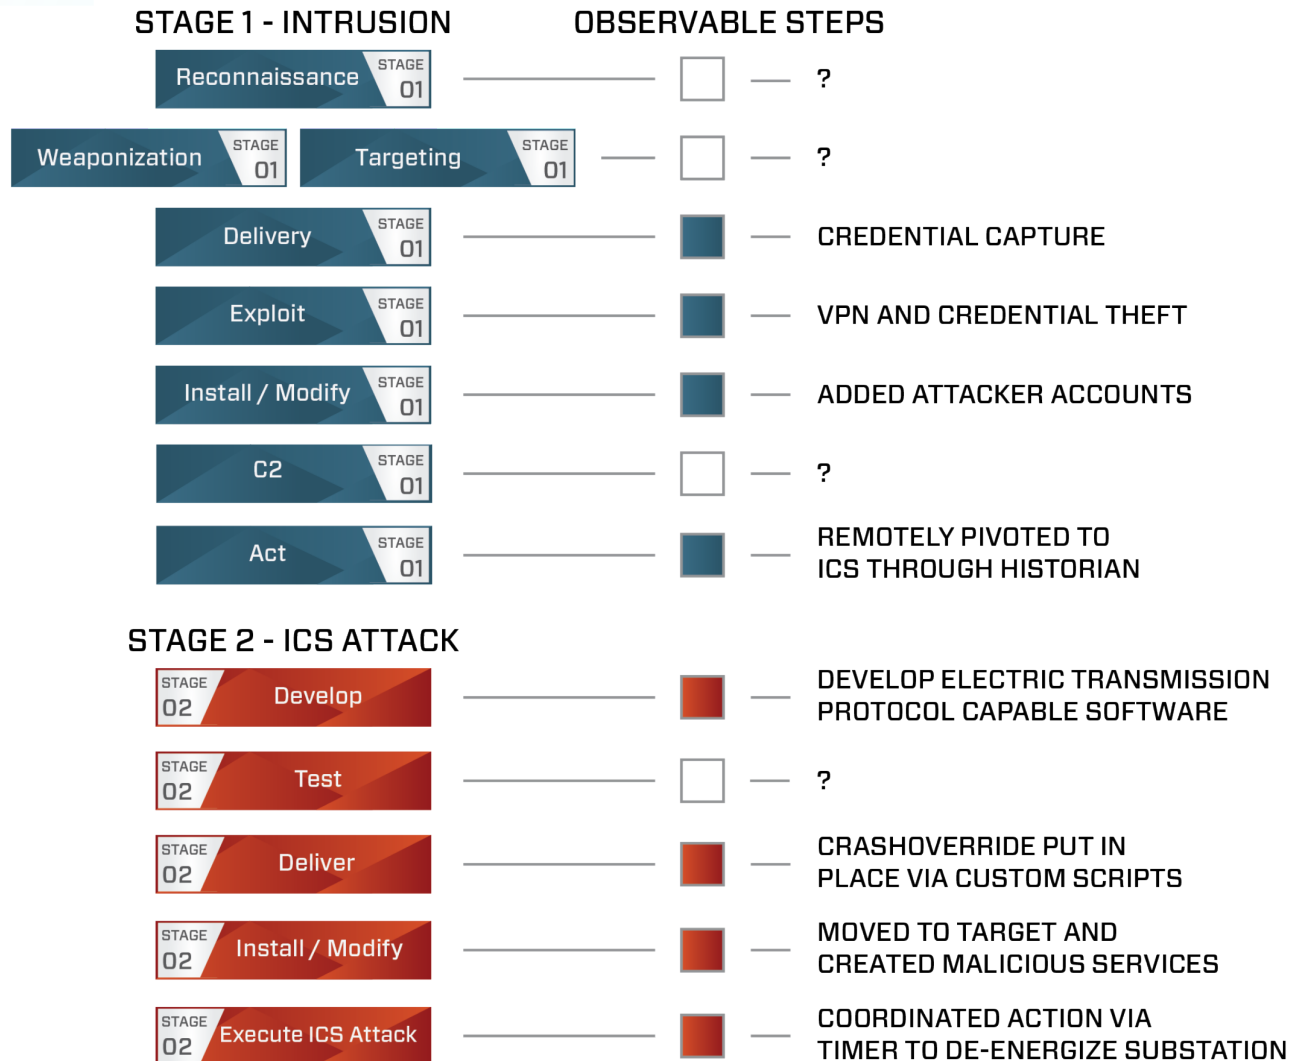 STAGE 1 - INTRUSION
OBSERVABLE STEPS
Reconnaissance
STAGE
01
?
Weaponization
STAGE
01
Targeting
STAGE
01
?
Delivery
STAGE
01
CREDENTIAL CAPTURE
Exploit
STAGE
01
VPN AND CREDENTIAL THEFT
Install / Modify
STAGE
01
ADDED ATTACKER ACCOUNTS
C2
STAGE
01
?
Act
STAGE
01
REMOTELY PIVOTED TO
ICS THROUGH HISTORIAN
STAGE 2 - ICS ATTACK
STAGE
02
Develop
DEVELOP ELECTRIC TRANSMISSION
PROTOCOL CAPABLE SOFTWARE
STAGE
02
Test
?
STAGE
02
Deliver
CRASHOVERRIDE PUT IN
PLACE VIA CUSTOM SCRIPTS
STAGE
02
Install / Modify
MOVED TO TARGET AND
CREATED MALICIOUS SERVICES
STAGE
02
Execute ICS Attack
COORDINATED ACTION VIA
TIMER TO DE-ENERGIZE SUBSTATION